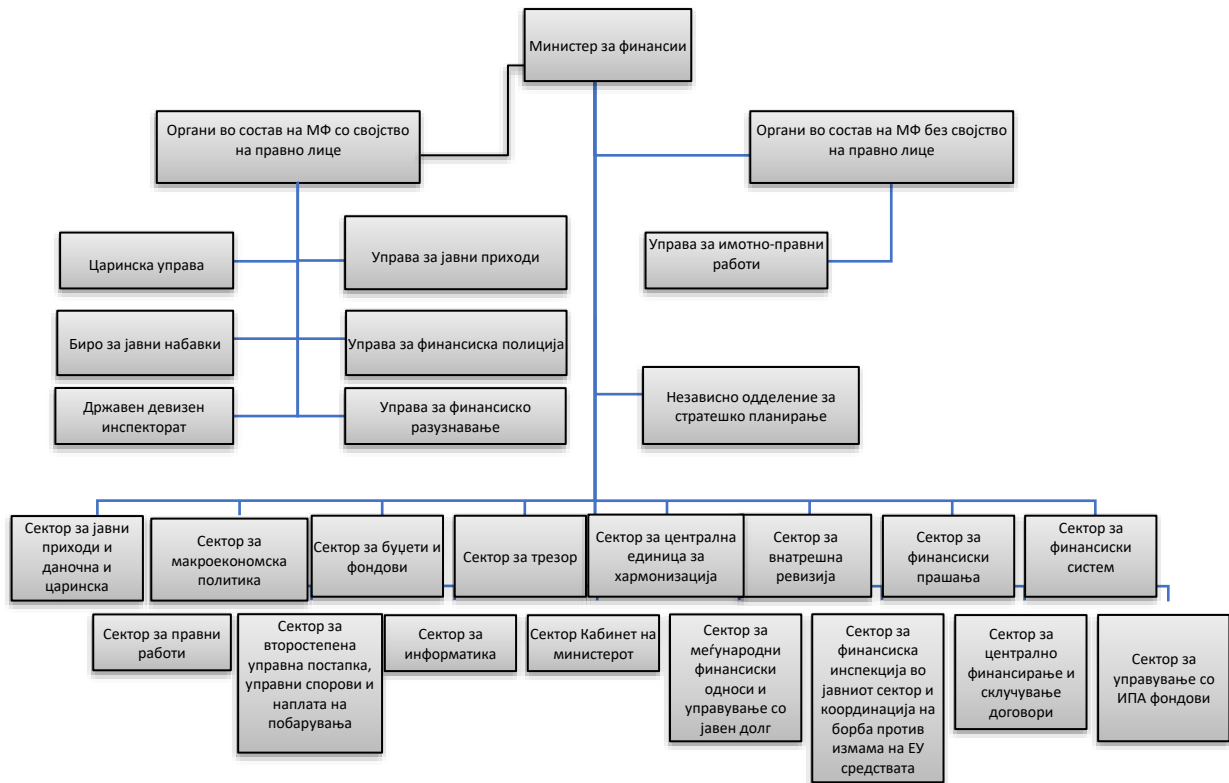 Министер за финансии
Органи во состав на МФ со својство
на правно лице
Органи во состав на МФ без својство
на правно лице
Царинска управа
Управа за јавни приходи
Управа за имотно-правни
работи
Биро за јавни набавки
Управа за финансиска полиција
Државен девизен
инспекторат
Управа за финансиско
разузнавање
Независно одделение за
стратешко планирање
Сектор за јавни
приходи и
даночна и
царинска
Сектор за
макроекономска
политика
Сектор за буџети и
фондови
Сектор за трезор
Сектор за централна
единица за
хармонизација
Сектор за
внатрешна
ревизија
Сектор за
финансиски
прашања
Сектор за
финансиски
систем
Сектор за правни
работи
Сектор за
второстепена
управна постапка,
управни спорови и
наплата на
побарувања
Сектор за
информатика
Сектор Кабинет на
министерот
Сектор за
меѓународни
финансиски
односи и
управување со
јавен долг
Сектор за
финансиска
инспекција во
јавниот сектор и
координација на
борба против
измама на ЕУ
средствата
Сектор за
централно
финансирање и
склучување
договори
Сектор за
управување со
ИПА фондови